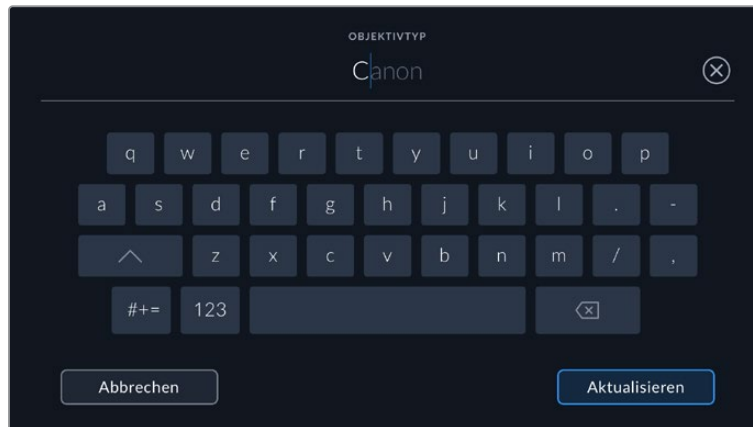 OBJEKTIVTYP
Canon
q w e r t y u i o p
a s d f g h j k l . -
z x c v b n m / ,
#+= 123
Abbrechen Aktualisieren